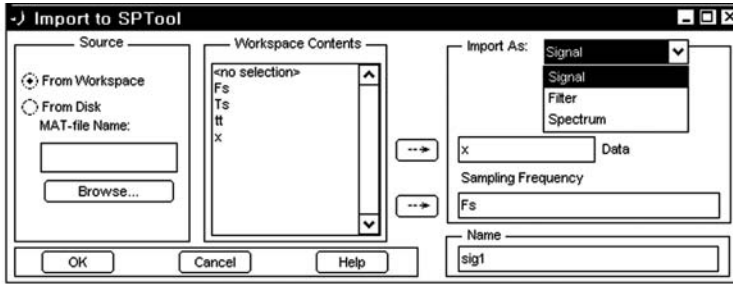 Import to SPTool
Source
From Workspace
From Disk
MAT-file Name:
Browse...
Workspace Contents
<no selection>
Fs
Ts
tt
x
Import As:
Signal
Signal
Filter
Spectrum
x
Data
Sampling Frequency
Fs
Name
sig1
OK
Cancel
Help